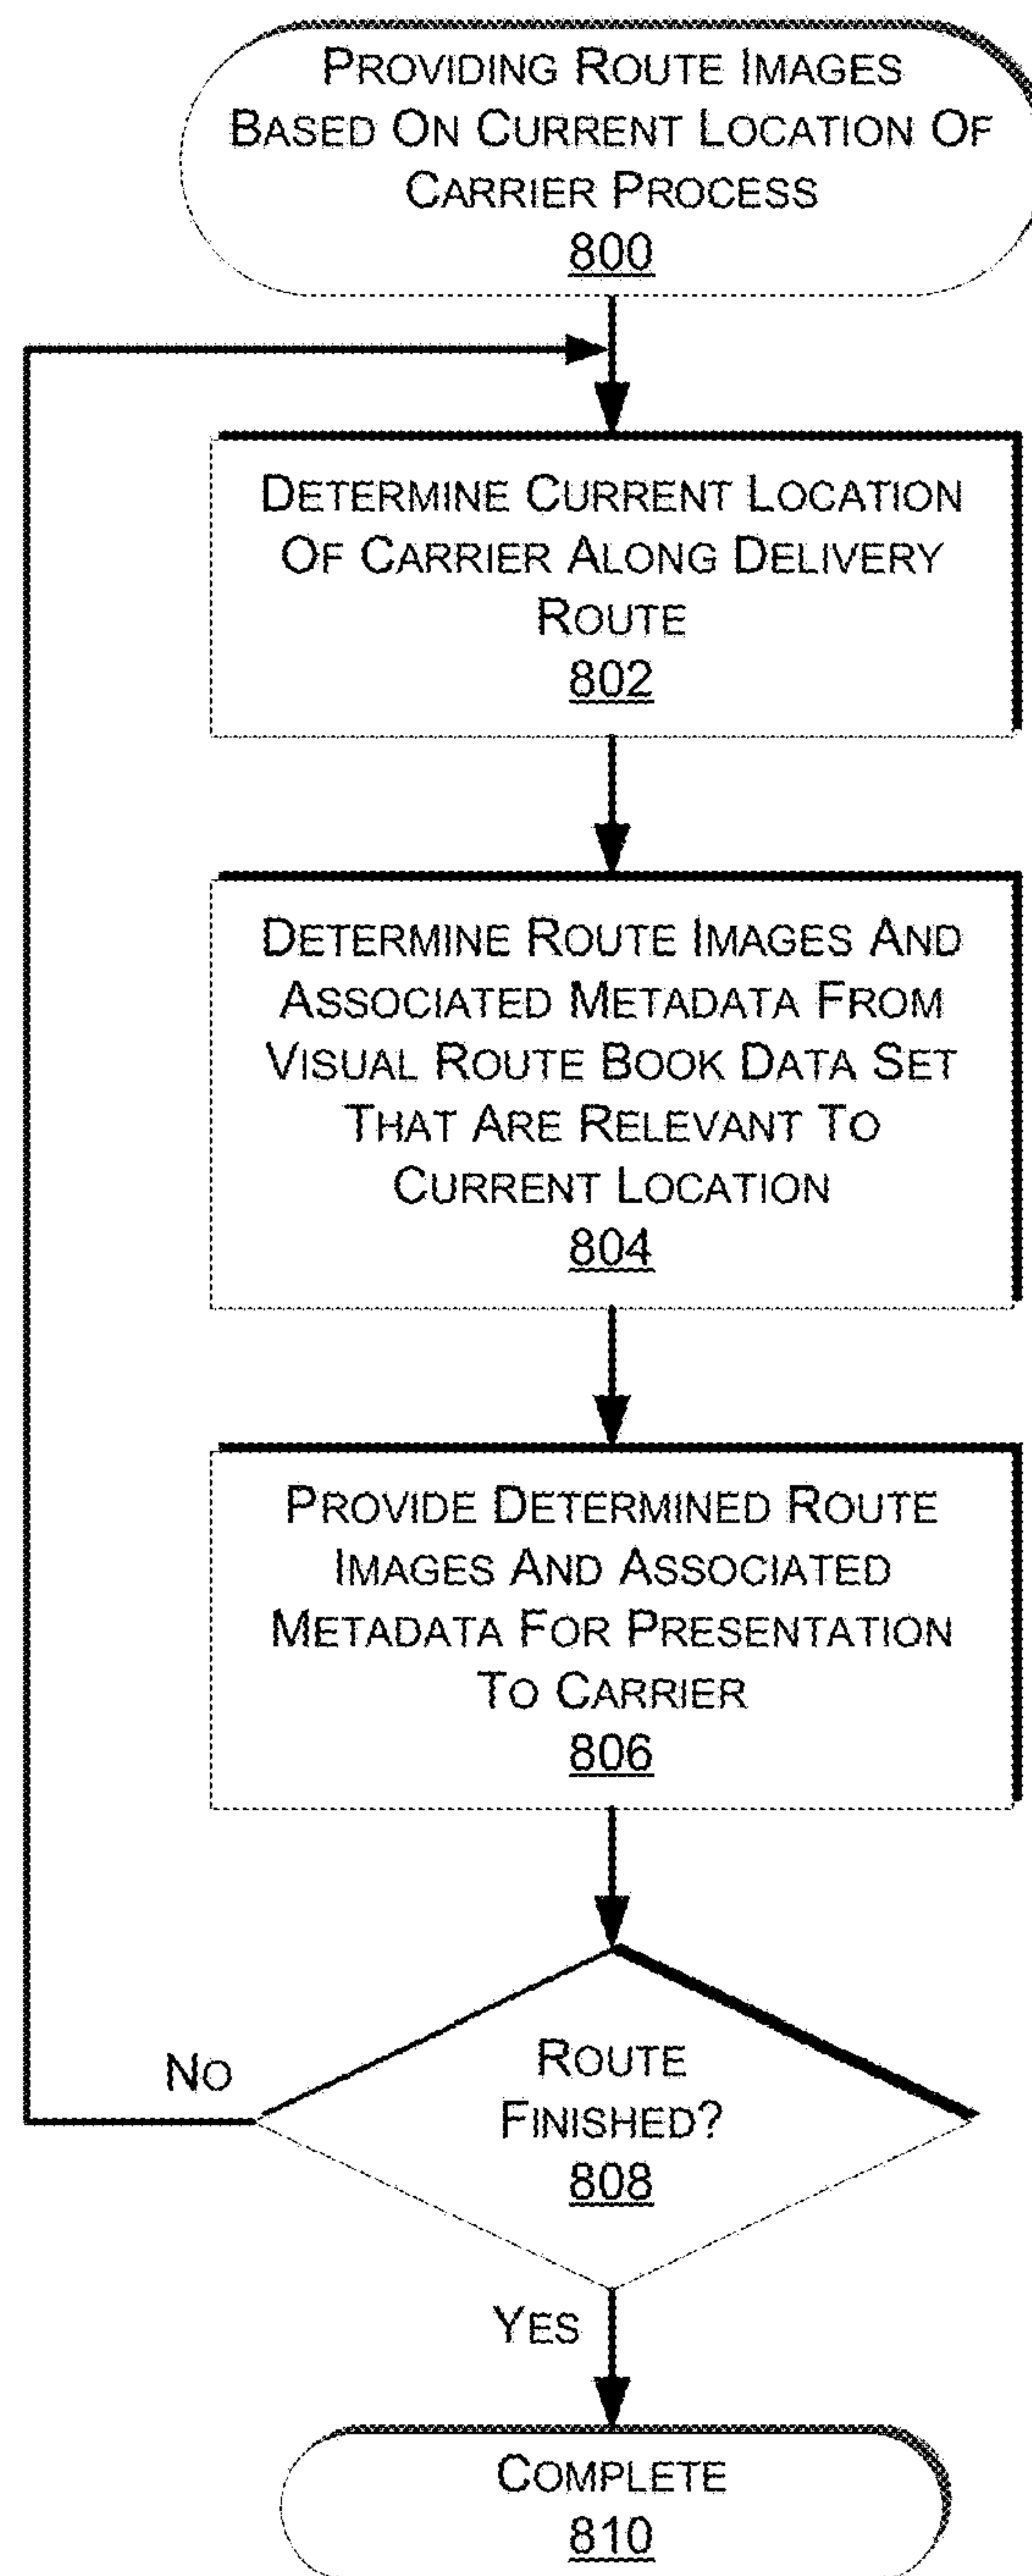 PROVIDING ROUTE IMAGES
BASED ON CURRENT LOCATION OF
CARRIER PROCESS
800
DETERMINE CURRENT LOCATION
OF CARRIER ALONG DELIVERY
ROUTE
802
DETERMINE ROUTE IMAGES AND
ASSOCIATED METADATA FROM
VISUAL ROUTE BOOK DATA SET
THAT ARE RELEVANT TO
CURRENT LOCATION
804
PROVIDE DETERMINED ROUTE
IMAGES AND ASSOCIATED
METADATA FOR PRESENTATION
TO CARRIER
806
NO
ROUTE
FINISHED?
808
YES
COMPLETE
810